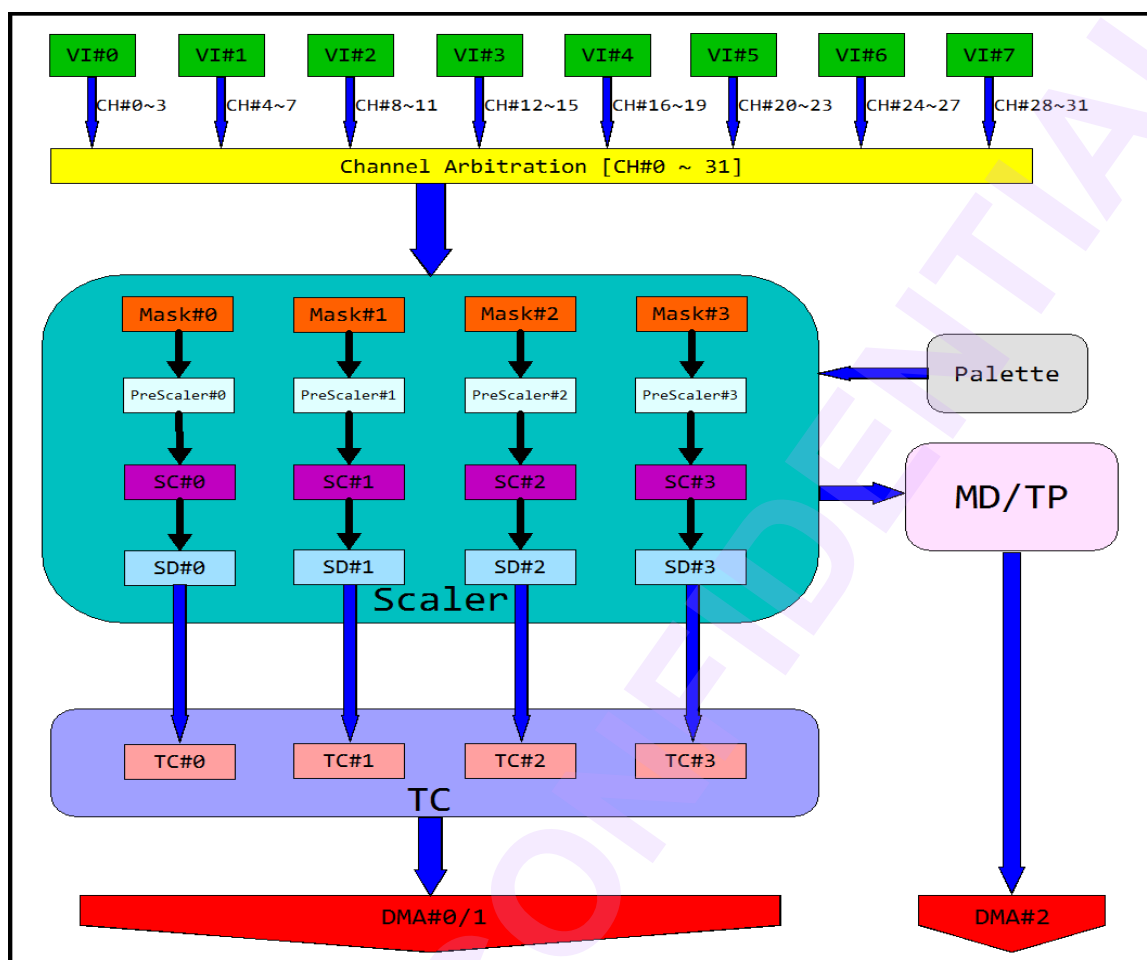 VI#0 VI#1 VI#2 VI#3 VI#4 VI#5 VI#6 VI#7
CH#0~3 CH#4~7 CH#8~11 CH#12~15 CH#16~19 CH#20~23 CH#24~27 CH#28~31
Channel Arbitration [CH#0 ~ 31]
Mask#0 Mask#1 Mask#2 Mask#3
PreScaler#0 PreScaler#1 PreScaler#2 PreScaler#3
Palette
SC#0 SC#1 SC#2 SC#3
MD/TP
SD#0 SD#1 SD#2 SD#3
Scaler
TC#0 TC#1 TC#2 TC#3
TC
DMA#0/1
DMA#2
CONFIDENTIAL